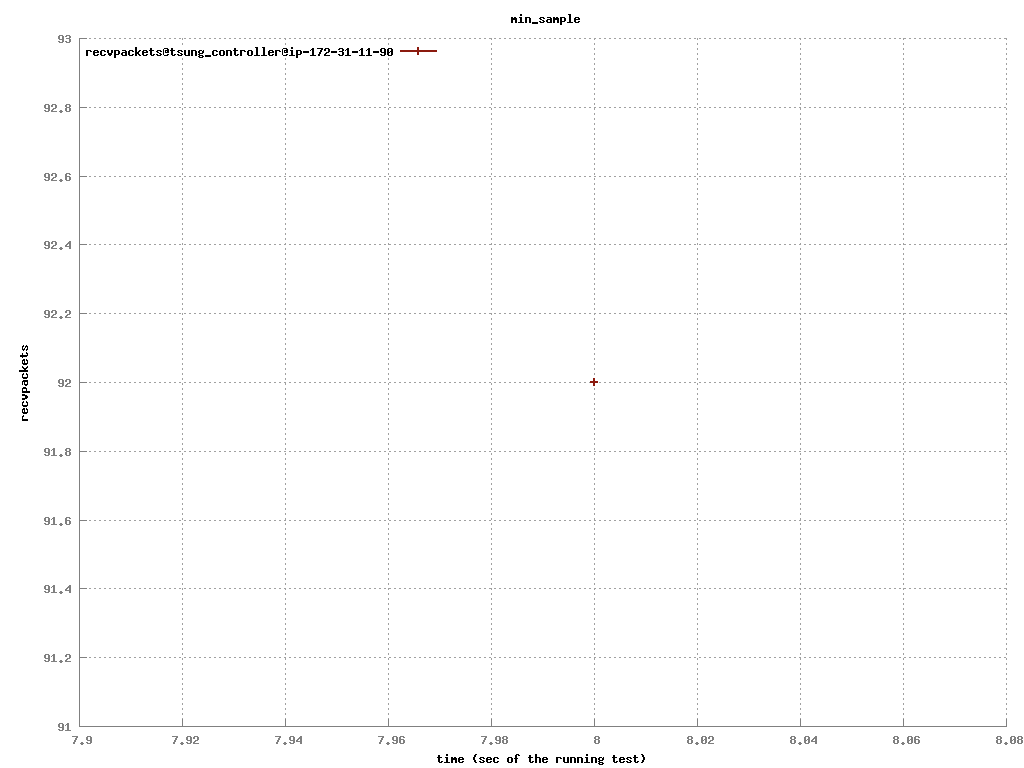 min_sample
93
recvpackets@tsung_controller@ip-172-31-11-90
92.8
92.6
92.4
92.2
recvpackets
92
91.8
91.6
91.4
91.2
91
7.9 7.92 7.94 7.96 7.98 8 8.02 8.04 8.06 8.08
time (sec of the running test)